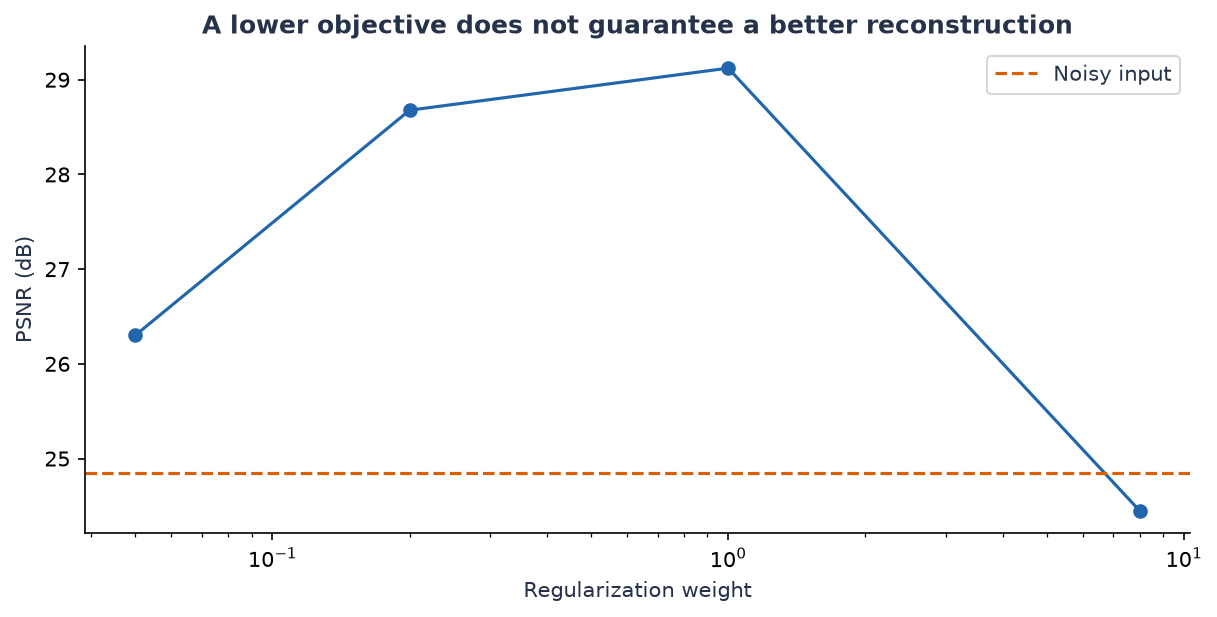 A lower objective does not guarantee a better reconstruction
Noisy input
PSNR (dB)
29
28
27
26
25
10⁻¹
10⁰
10¹
Regularization weight